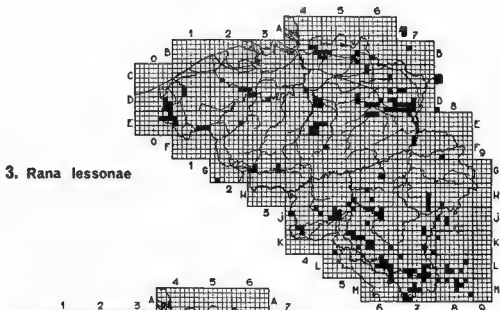 4 5 6
A
1 2 3 7
B B
0
C
D D
8
E E
0
F F
9
1 G G
2 H H
3. Rana lessonae
3 J J
4 K K
L L
5
M M
6 7 8 9
4 5 6
1 2 3 A A 7